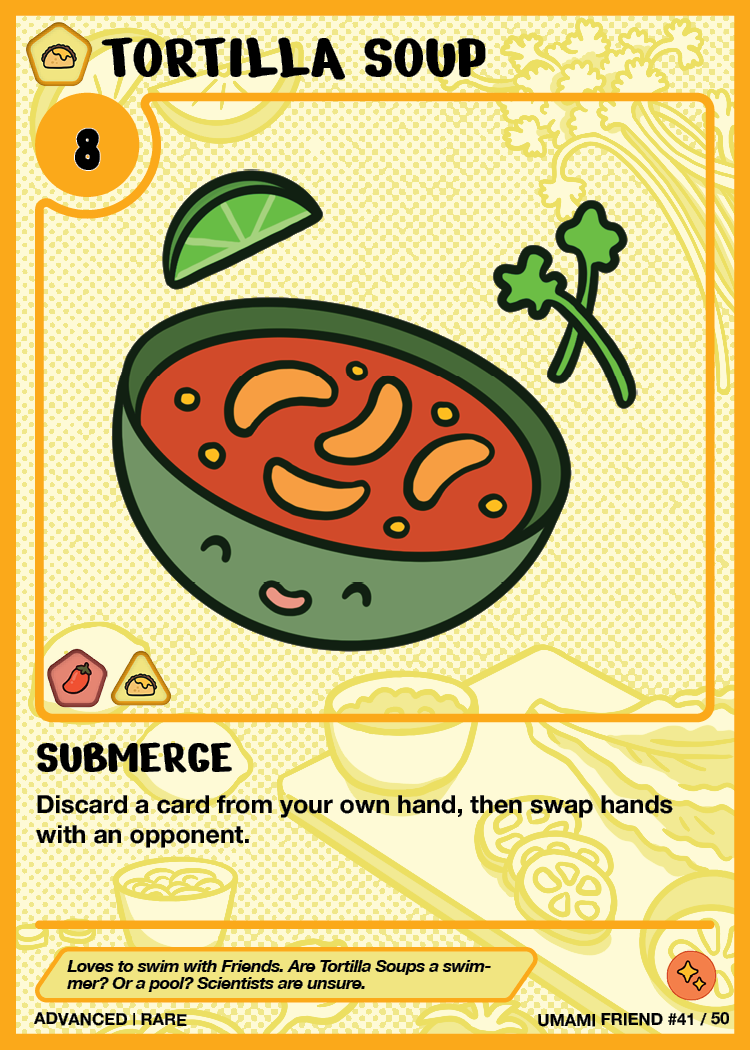 TORTILLA SOUP
8
SUBMERGE
Discard a card from your own hand, then swap hands
with an opponent.
Loves to swim with Friends. Are Tortilla Soups a swim-
mer? Or a pool? Scientists are unsure.
ADVANCED | RARE
UMAMI FRIEND #41 / 50